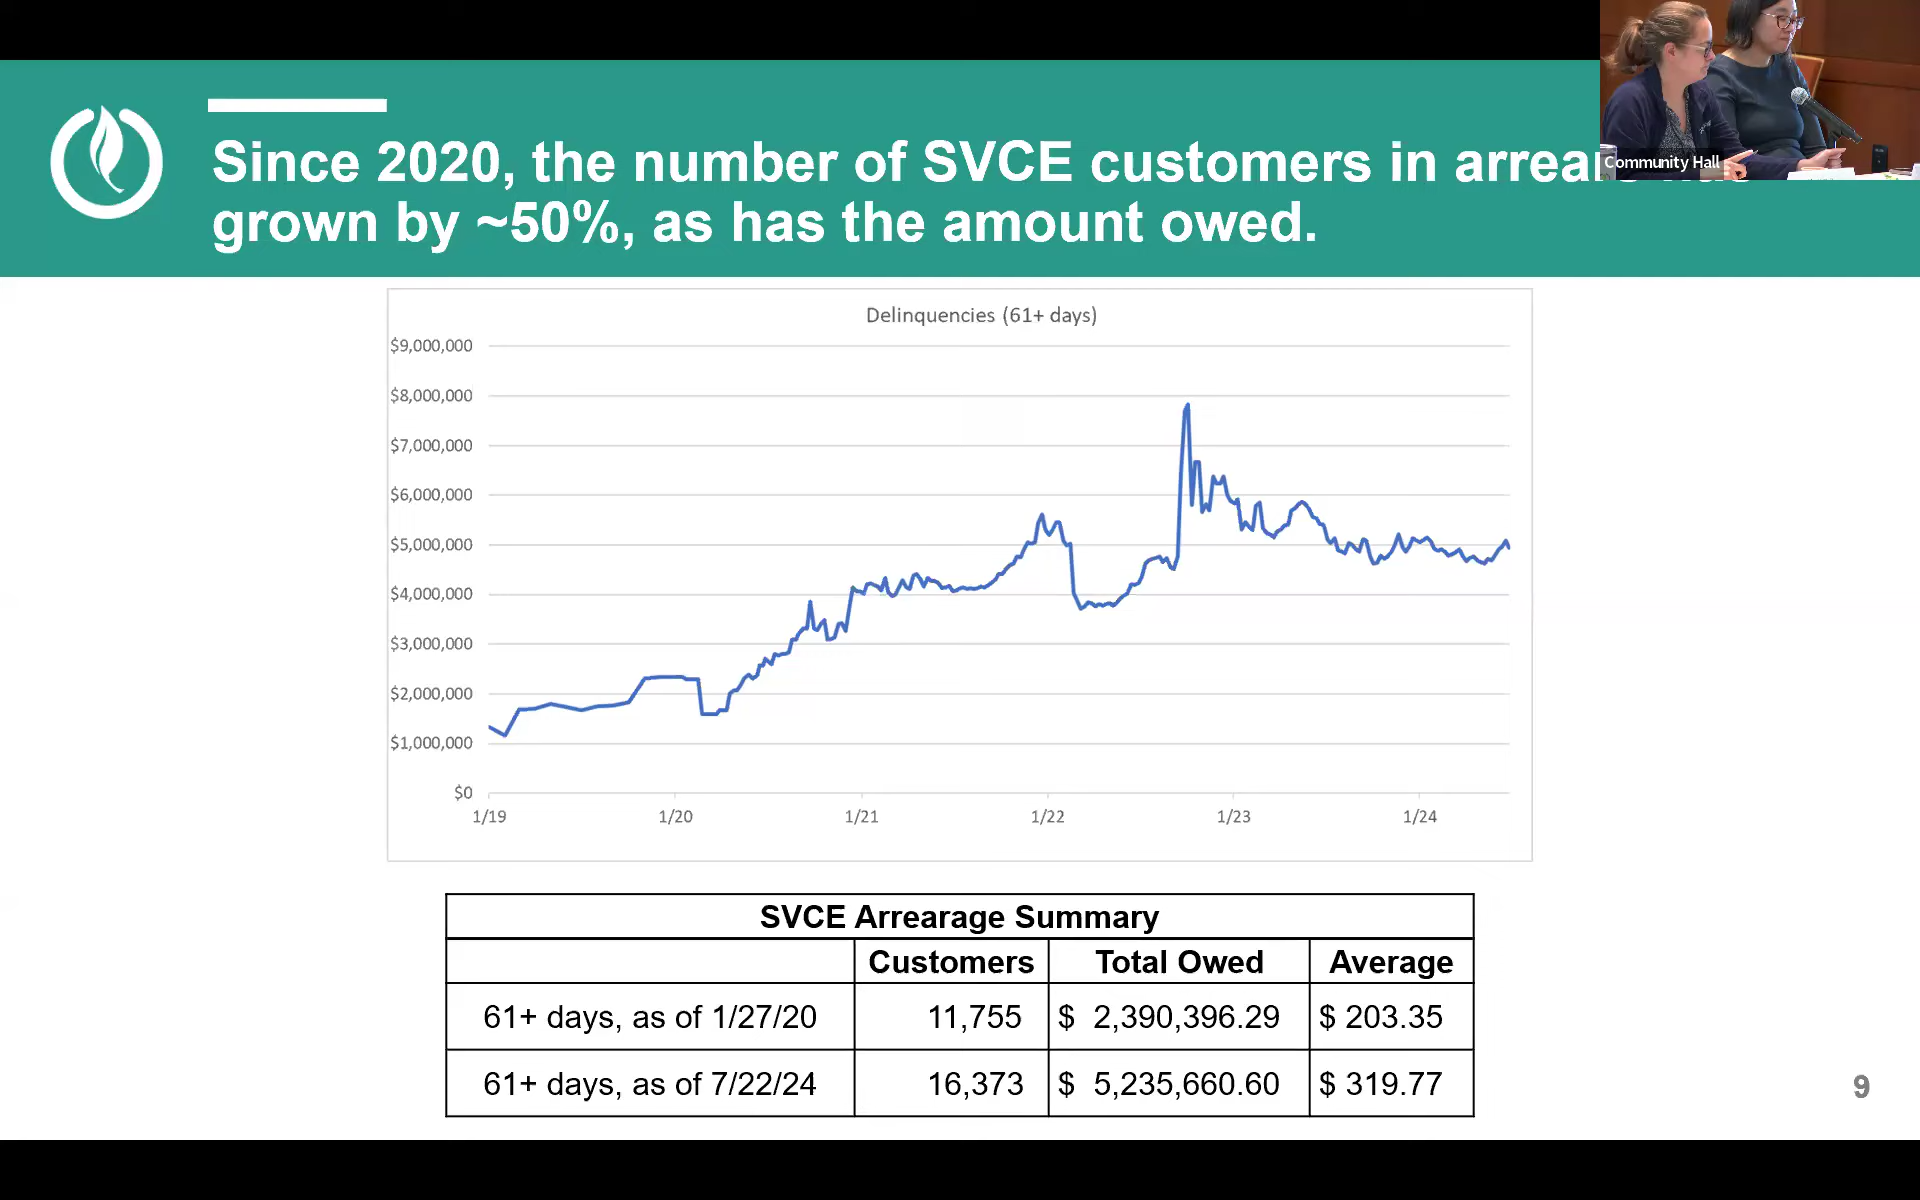 Since 2020, the number of SVCE customers in
grown by ~50%, as has the amount owed.
Community Hall
Delinquencies (61+ days)
$9,000,000
$8,000,000
$7,000,000
$6,000,000
$5,000,000
$4,000,000
$3,000,000
$2,000,000
$1,000,000
$0
1/19 1/20 1/21 1/22 1/23 1/24
SVCE Arrearage Summary
Customers Total Owed Average
61+ days, as of 1/27/20 11,755 $ 2,390,396.29 $ 203.35
61+ days, as of 7/22/24 16,373 $ 5,235,660.60 $ 319.77
9